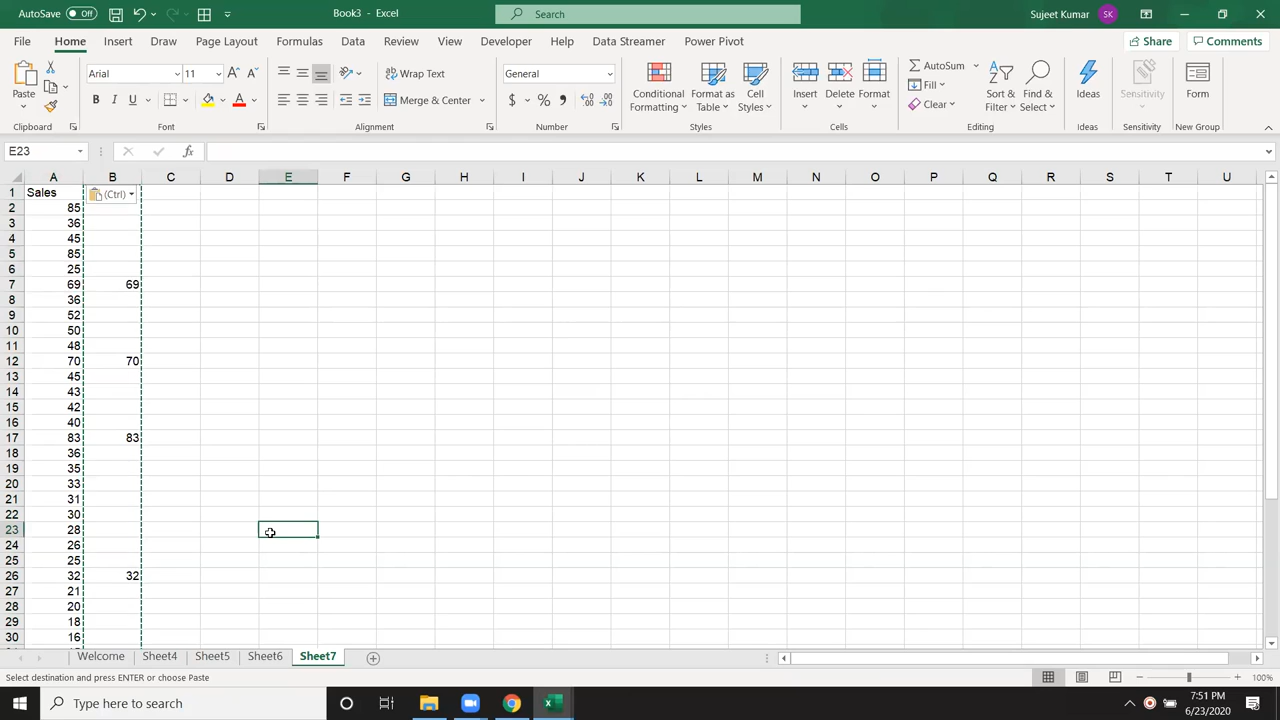 AutoSave Off Book3 - Excel Search Sujeet Kumar SK
File Home Insert Draw Page Layout Formulas Data Review View Developer Help Data Streamer Power Pivot Share Comments
Paste Arial 11 Wrap Text General Conditional Formatting Format as Table Cell Styles Insert Delete Format AutoSum Fill Clear Sort & Filter Find & Select Ideas Sensitivity Form
B I U Merge & Center $ % ,
Clipboard Font Alignment Number Styles Cells Editing Ideas Sensitivity New Group
E23 fx
A B C D E F G H I J K L M N O P Q R S T U
1 Sales (Ctrl)
2 85
3 36
4 45
5 85
6 25
7 69 69
8 36
9 52
10 50
11 48
12 70 70
13 45
14 43
15 42
16 40
17 83 83
18 36
19 35
20 33
21 31
22 30
23 28
24 26
25 25
26 32 32
27 21
28 20
29 18
30 16
Welcome Sheet4 Sheet5 Sheet6 Sheet7
Select destination and press ENTER or choose Paste 100%
Type here to search 7:51 PM
6/23/2020